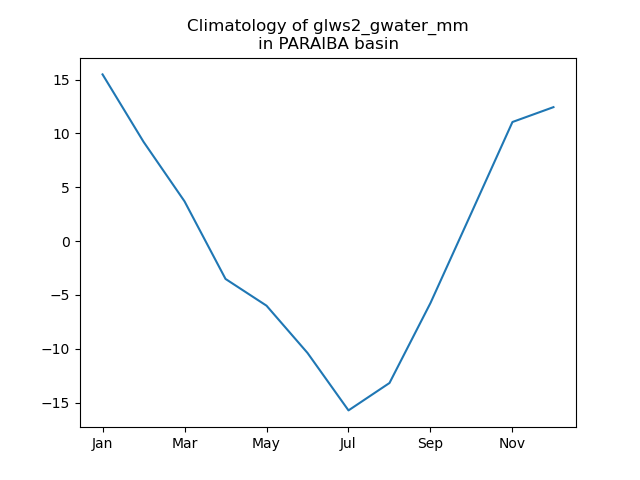 Climatology of glws2_gwater_mm
in PARAIBA basin
15
10
5
0
−5
−10
−15
Jan
Mar
May
Jul
Sep
Nov